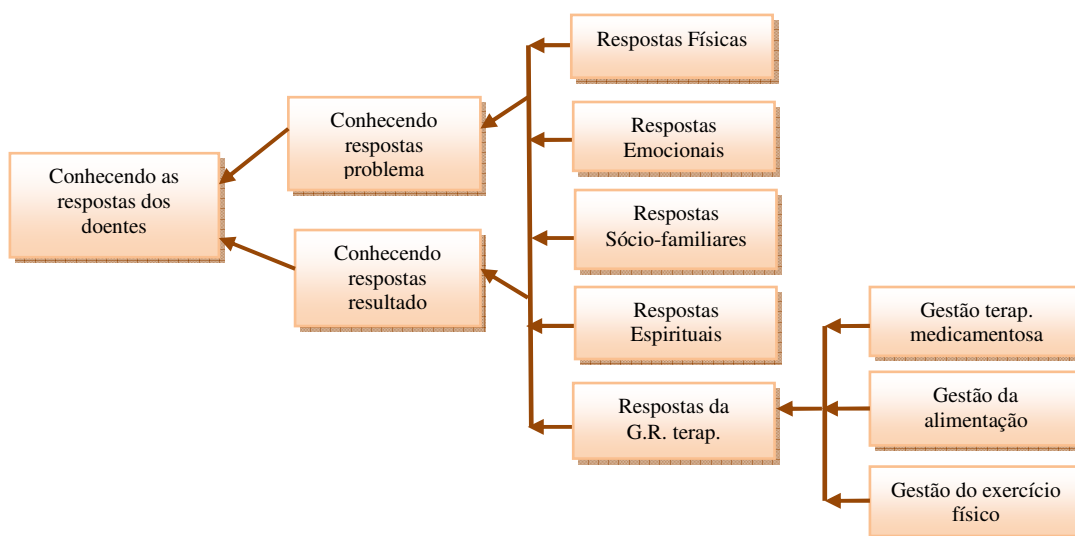 Conhecendo as
respostas dos
doentes
Conhecendo
respostas
problema
Conhecendo
respostas
resultado
Respostas Físicas
Respostas
Emocionais
Respostas
Sócio-familiares
Respostas
Espirituais
Respostas da
G.R. terap.
Gestão terap.
medicamentosa
Gestão da
alimentação
Gestão do exercício
físico